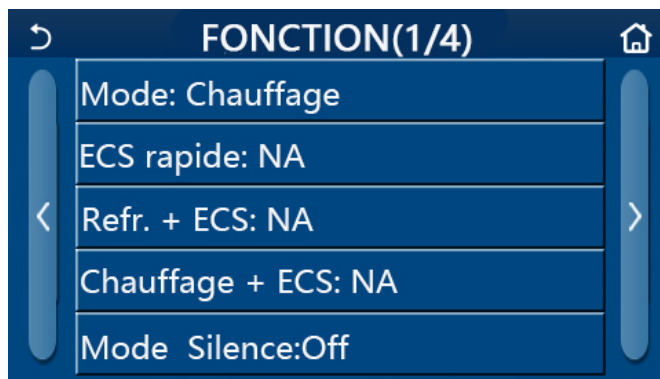 FONCTION(1/4)
Mode: Chauffage
ECS rapide: NA
Refr. + ECS: NA
Chauffage + ECS: NA
Mode Silence:Off